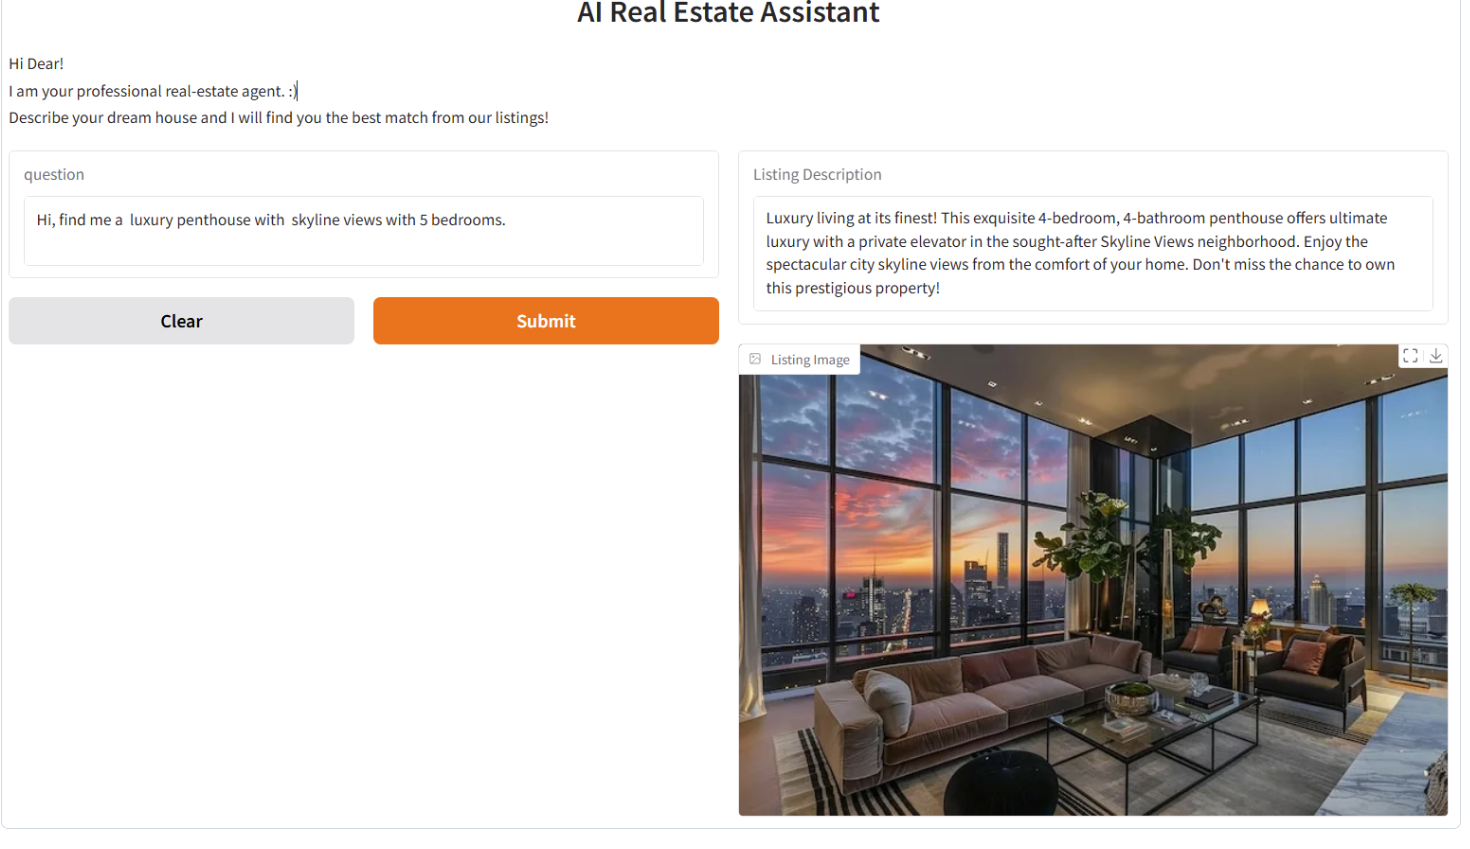 AI Real Estate Assistant
Hi Dear!
I am your professional real-estate agent. :)
Describe your dream house and I will find you the best match from our listings!
question
Hi, find me a  luxury penthouse with  skyline views with 5 bedrooms.
Clear
Submit
Listing Description
Luxury living at its finest! This exquisite 4-bedroom, 4-bathroom penthouse offers ultimate
luxury with a private elevator in the sought-after Skyline Views neighborhood. Enjoy the
spectacular city skyline views from the comfort of your home. Don't miss the chance to own
this prestigious property!
Listing Image